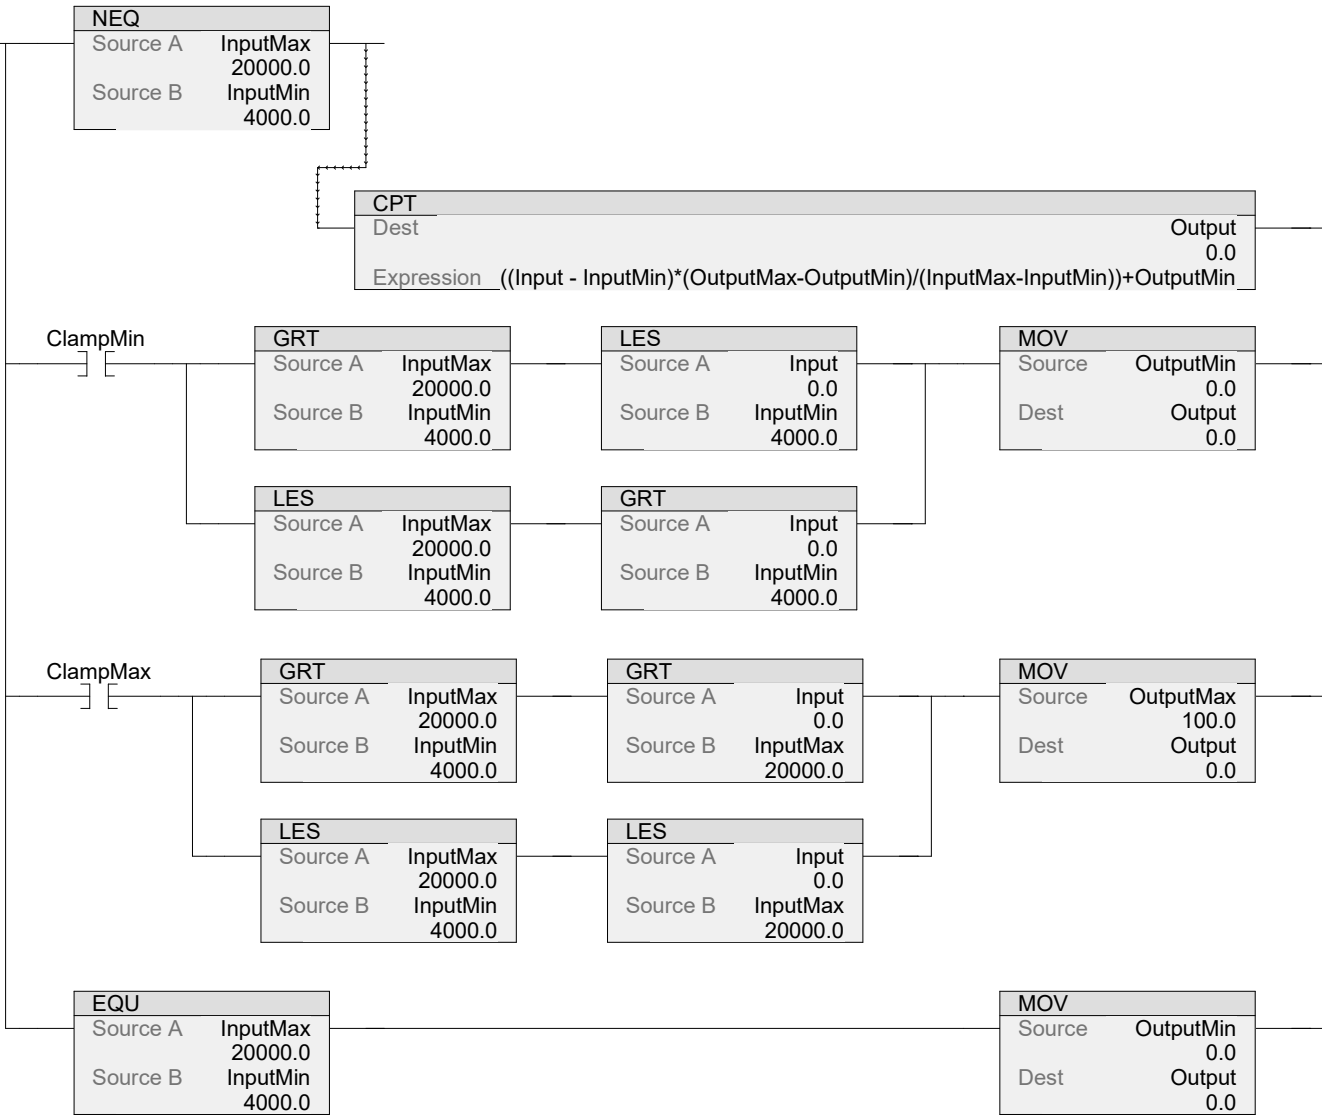 NEQ
Source A InputMax
20000.0
Source B InputMin
4000.0
CPT
Dest Output
0.0
Expression ((Input - InputMin)*(OutputMax-OutputMin)/(InputMax-InputMin))+OutputMin
ClampMin
GRT LES MOV
Source A InputMax Source A Input Source OutputMin
20000.0 0.0 0.0
Source B InputMin Source B InputMin Dest Output
4000.0 4000.0 0.0
LES GRT
Source A InputMax Source A Input
20000.0 0.0
Source B InputMin Source B InputMin
4000.0 4000.0
ClampMax
GRT GRT MOV
Source A InputMax Source A Input Source OutputMax
20000.0 0.0 100.0
Source B InputMin Source B InputMax Dest Output
4000.0 20000.0 0.0
LES LES
Source A InputMax Source A Input
20000.0 0.0
Source B InputMin Source B InputMax
4000.0 20000.0
EQU MOV
Source A InputMax Source OutputMin
20000.0 0.0
Source B InputMin Dest Output
4000.0 0.0